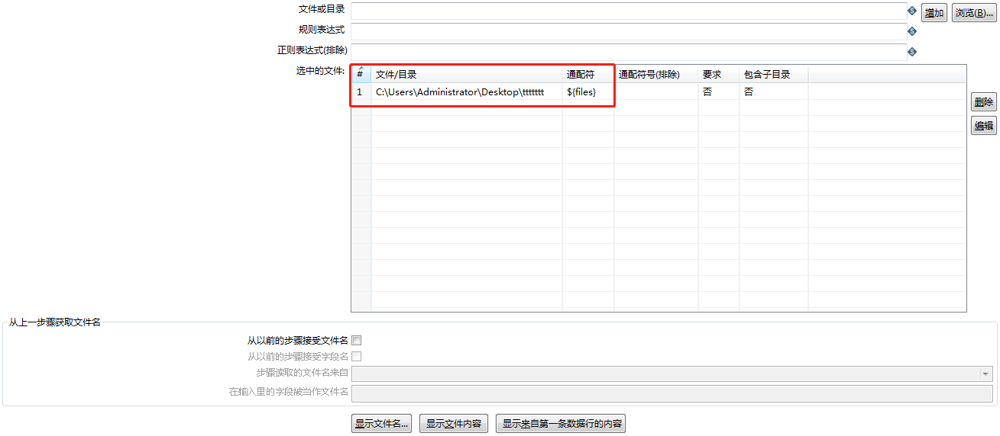 文件或目录 增加 浏览(B)...
规则表达式
正则表达式(排除)
选中的文件:
# 文件/目录 通配符 通配符号(排除) 要求 包含子目录
1 C:\Users\Administrator\Desktop\ttttttt ${files} 否 否
删除
编辑
从上一步骤获取文件名
从以前的步骤接受文件名
从以前的步骤接受字段名
步骤读取的文件名来自
在输入里的字段被当作文件名
显示文件名... 显示文件内容 显示来自第一条数据行的内容